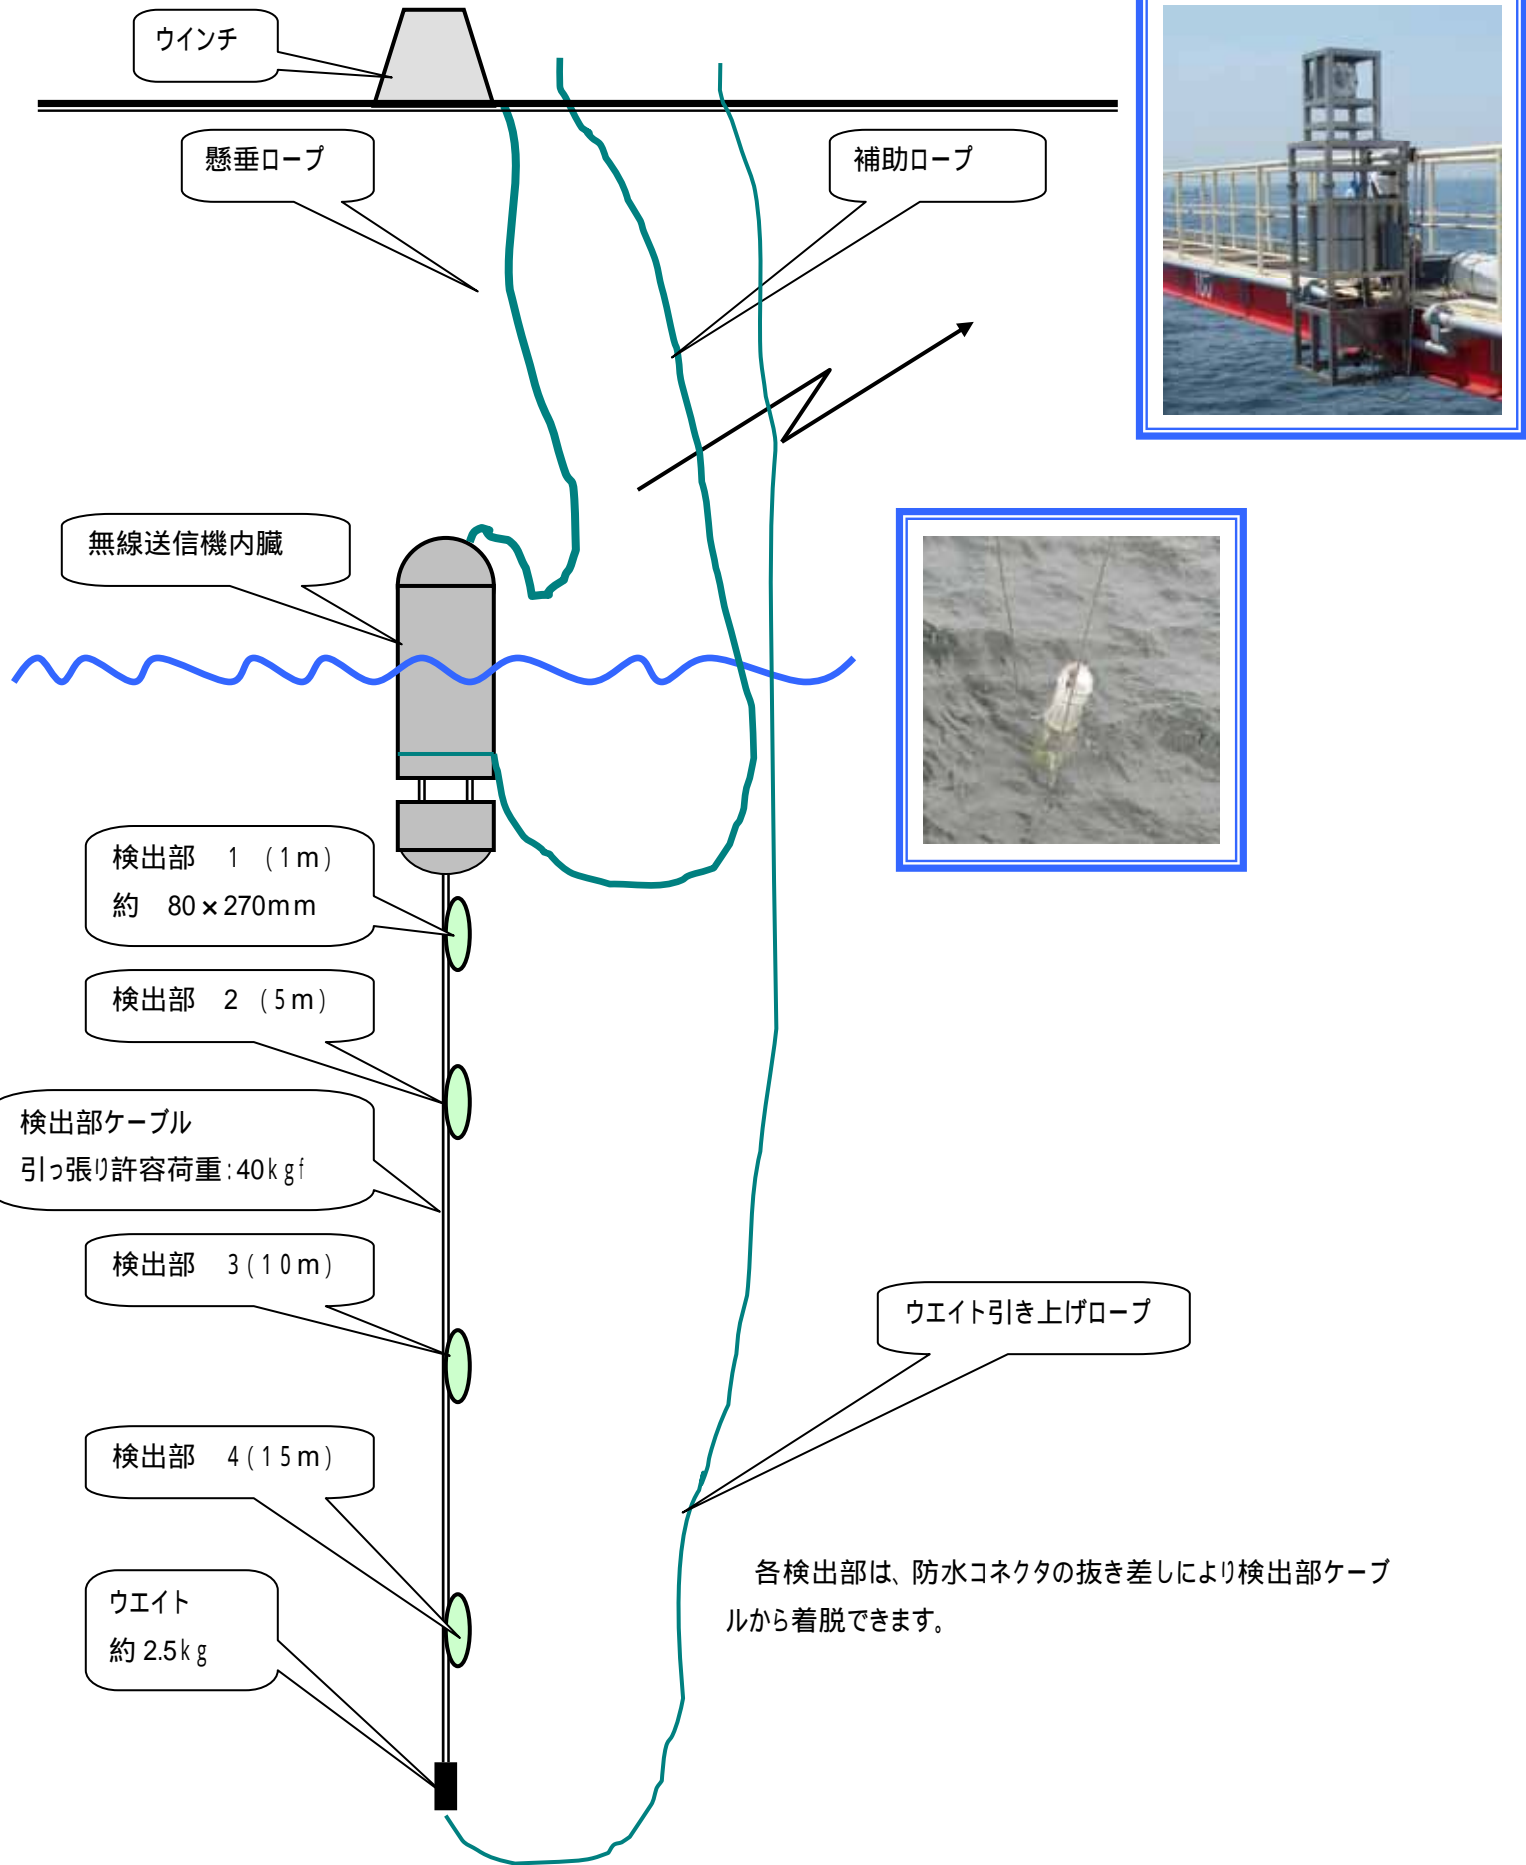 ウインチ
懸垂ロープ
補助ロープ
無線送信機内臓
検出部 1 (1m)
約 80×270mm
検出部 2 (5m)
検出部ケーブル
引っ張り許容荷重:40kgf
検出部 3(10m)
ウエイト引き上げロープ
検出部 4(15m)
ウエイト
約 2.5kg
各検出部は、防水コネクタの抜き差しにより検出部ケーブ
ルから着脱できます。